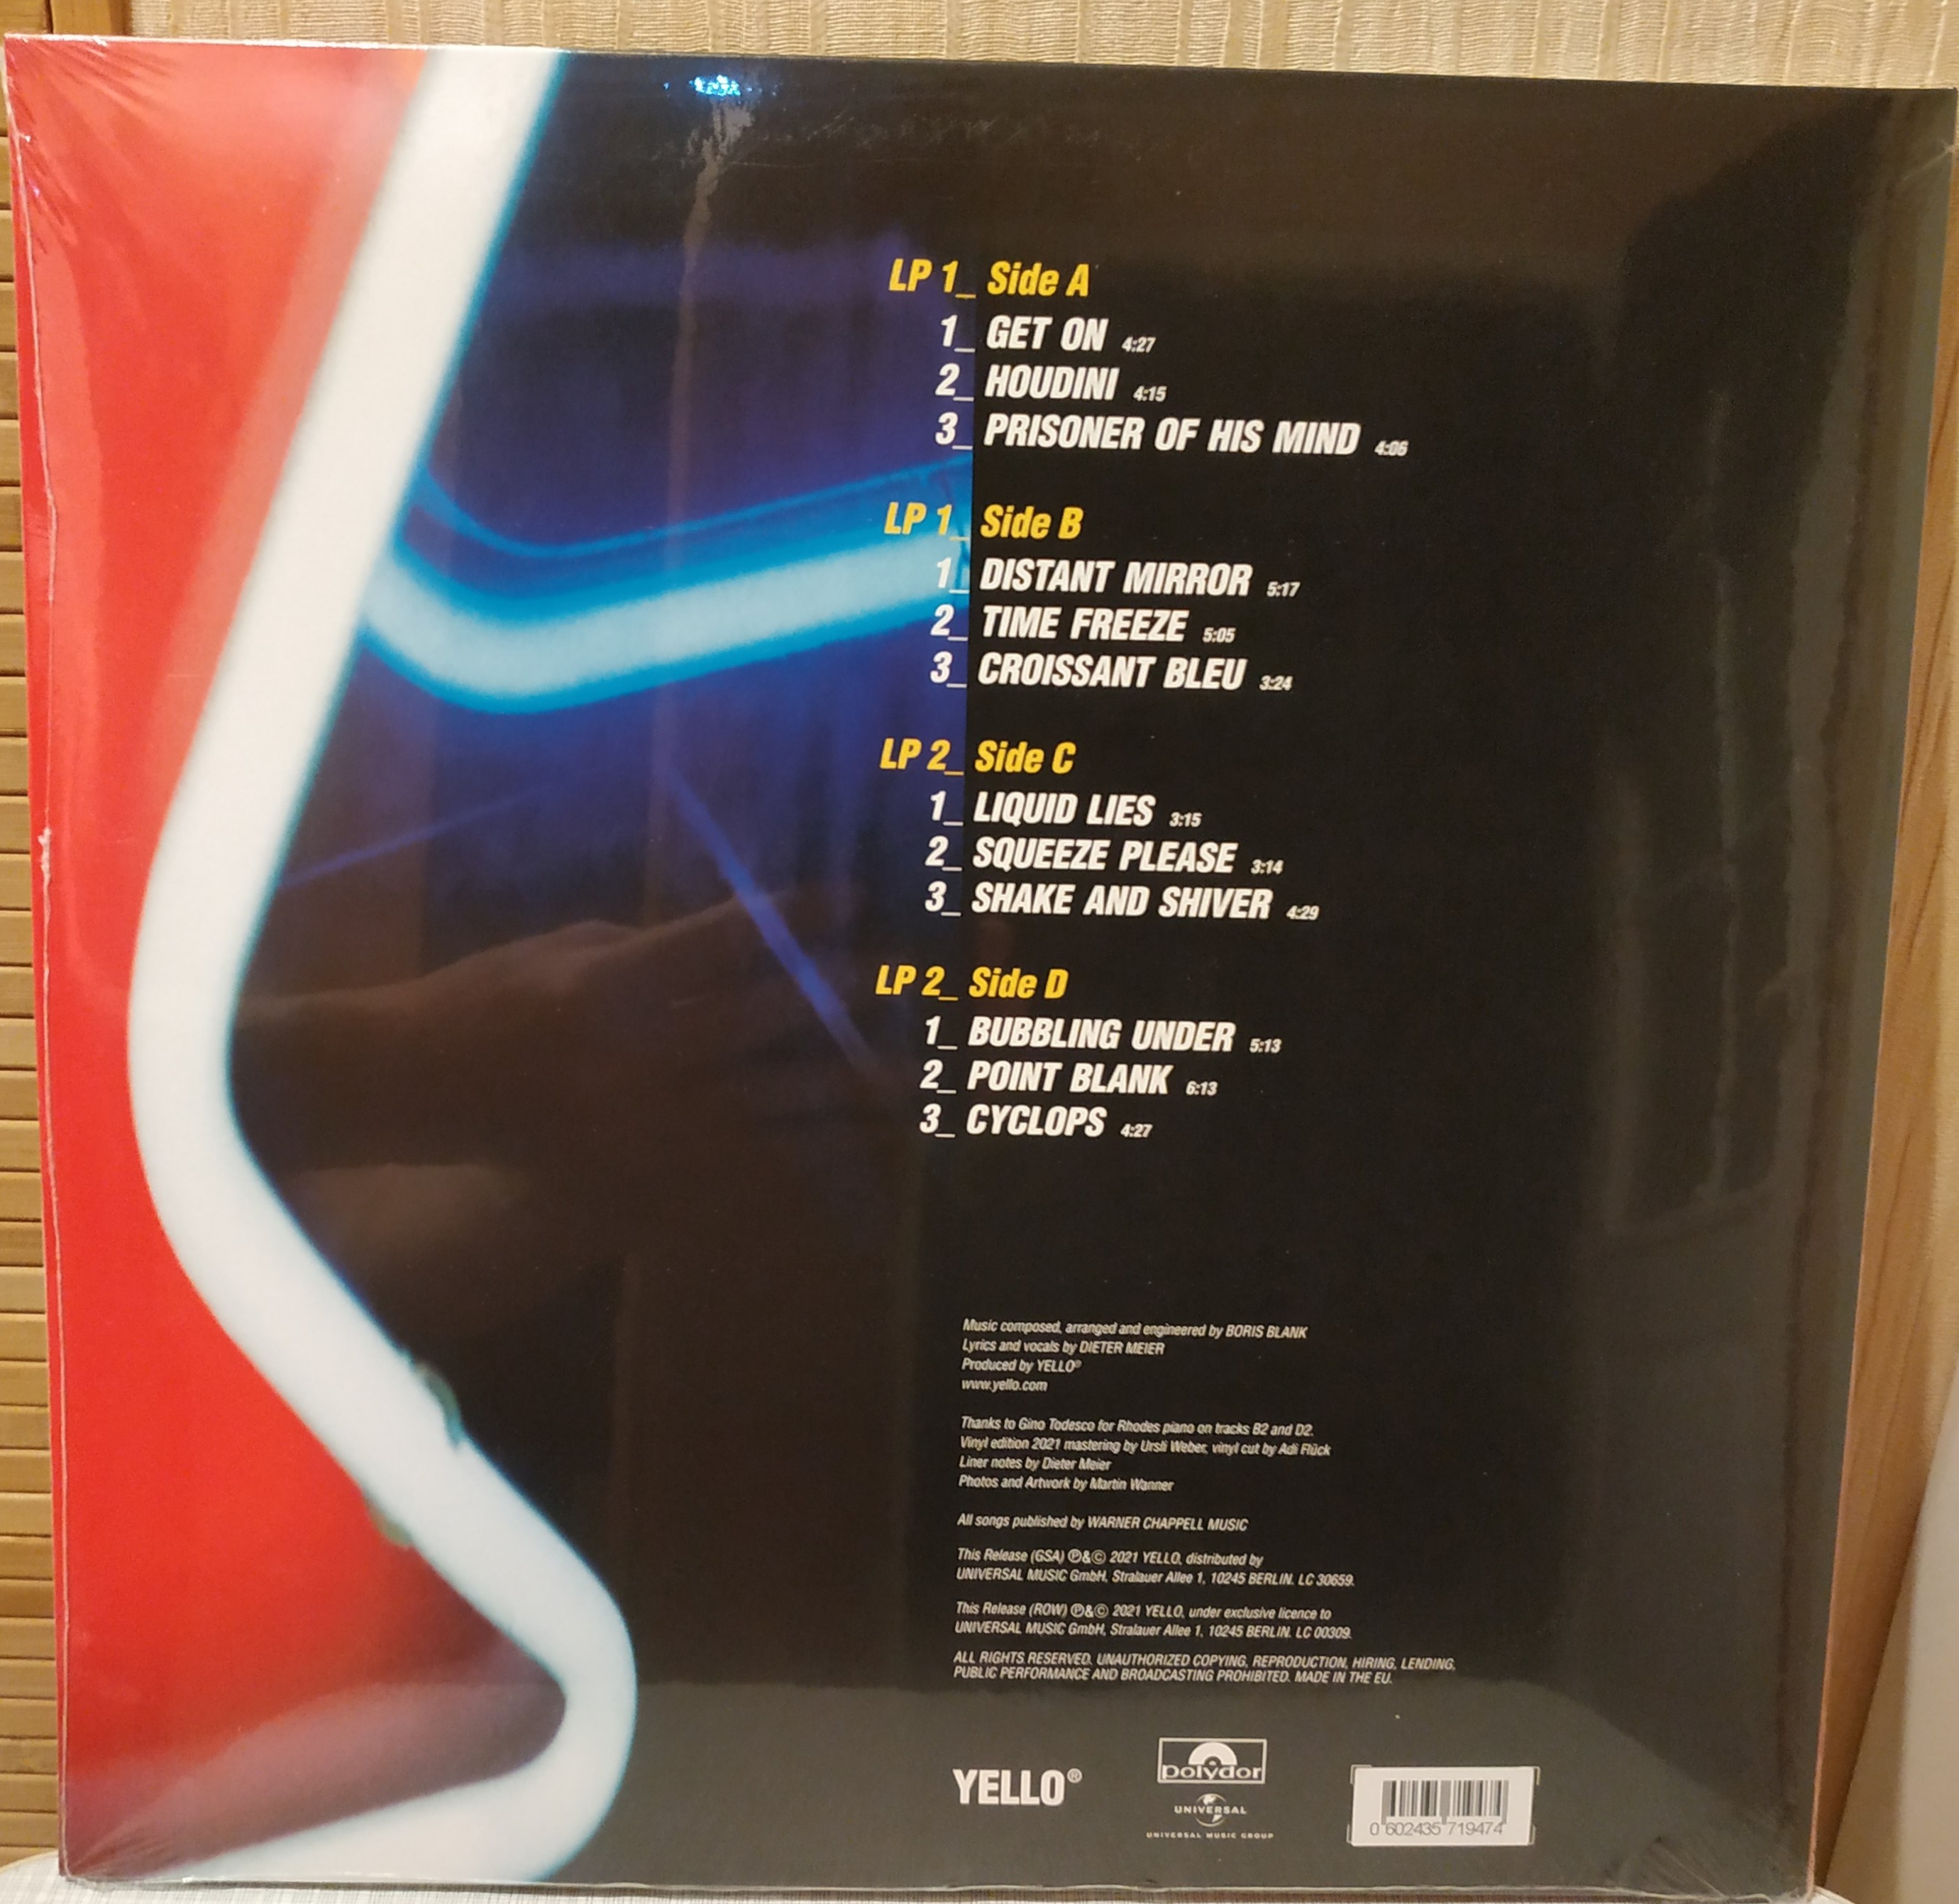 LP 1_ Side A
1_ GET ON 4:27
2_ HOUDINI 4:15
3_ PRISONER OF HIS MIND 4:06
LP 1_ Side B
1_ DISTANT MIRROR 5:17
2_ TIME FREEZE 5:05
3_ CROISSANT BLEU 3:24
LP 2_ Side C
1_ LIQUID LIES 3:15
2_ SQUEEZE PLEASE 3:14
3_ SHAKE AND SHIVER 4:29
LP 2_ Side D
1_ BUBBLING UNDER 5:13
2_ POINT BLANK 6:13
3_ CYCLOPS 4:27
Music composed, arranged and engineered by BORIS BLANK
Lyrics and vocals by DIETER MEIER
Produced by YELLO®
www.yello.com
Thanks to Gino Todesco for Rhodes piano on tracks B2 and D2.
Vinyl edition 2021 mastering by Ursli Weber, vinyl cut by Adi Flück
Liner notes by Dieter Meier
Photos and Artwork by Martin Wanner
All songs published by WARNER CHAPPELL MUSIC
This Release (GSA) ℗&© 2021 YELLO, distributed by
UNIVERSAL MUSIC GmbH, Stralauer Allee 1, 10245 BERLIN. LC 30659.
This Release (ROW) ℗&© 2021 YELLO, under exclusive licence to
UNIVERSAL MUSIC GmbH, Stralauer Allee 1, 10245 BERLIN. LC 00309.
ALL RIGHTS RESERVED. UNAUTHORIZED COPYING, REPRODUCTION, HIRING, LENDING,
PUBLIC PERFORMANCE AND BROADCASTING PROHIBITED. MADE IN THE EU.
YELLO®
polydor
UNIVERSAL
UNIVERSAL MUSIC GROUP
0 602435 719474